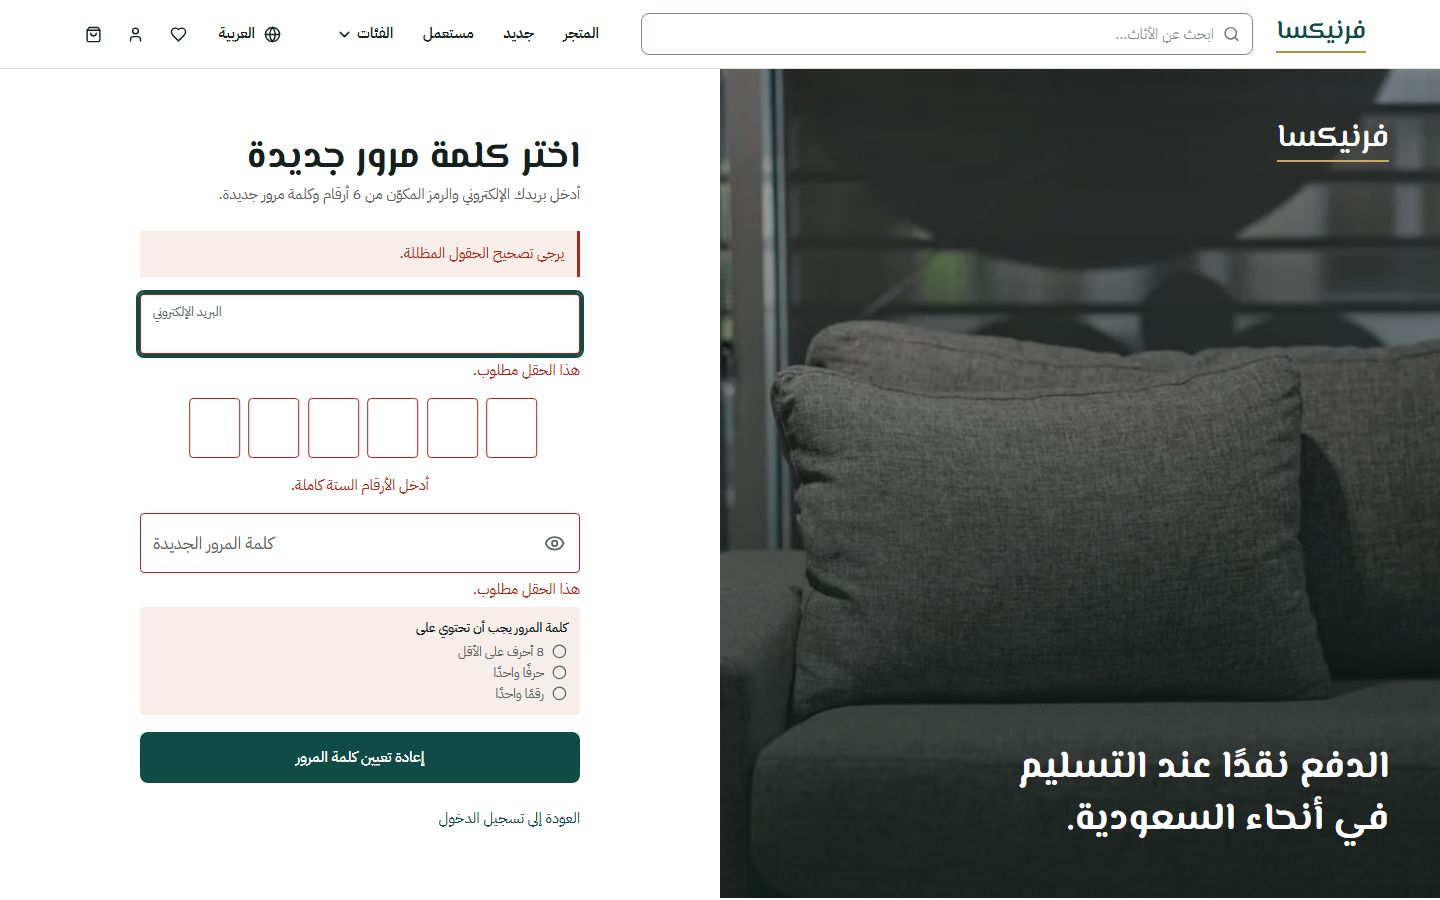 فرنيكسا
ابحث عن الأثاث...
المتجر
جديد
مستعمل
الفئات
العربية
فرنيكسا
الدفع نقدًا عند التسليم
في أنحاء السعودية.
اختر كلمة مرور جديدة
أدخل بريدك الإلكتروني والرمز المكوّن من 6 أرقام وكلمة مرور جديدة.
يرجى تصحيح الحقول المظللة.
البريد الإلكتروني
هذا الحقل مطلوب.
أدخل الأرقام الستة كاملة.
كلمة المرور الجديدة
هذا الحقل مطلوب.
كلمة المرور يجب أن تحتوي على
8 أحرف على الأقل
حرفًا واحدًا
رقمًا واحدًا
إعادة تعيين كلمة المرور
العودة إلى تسجيل الدخول